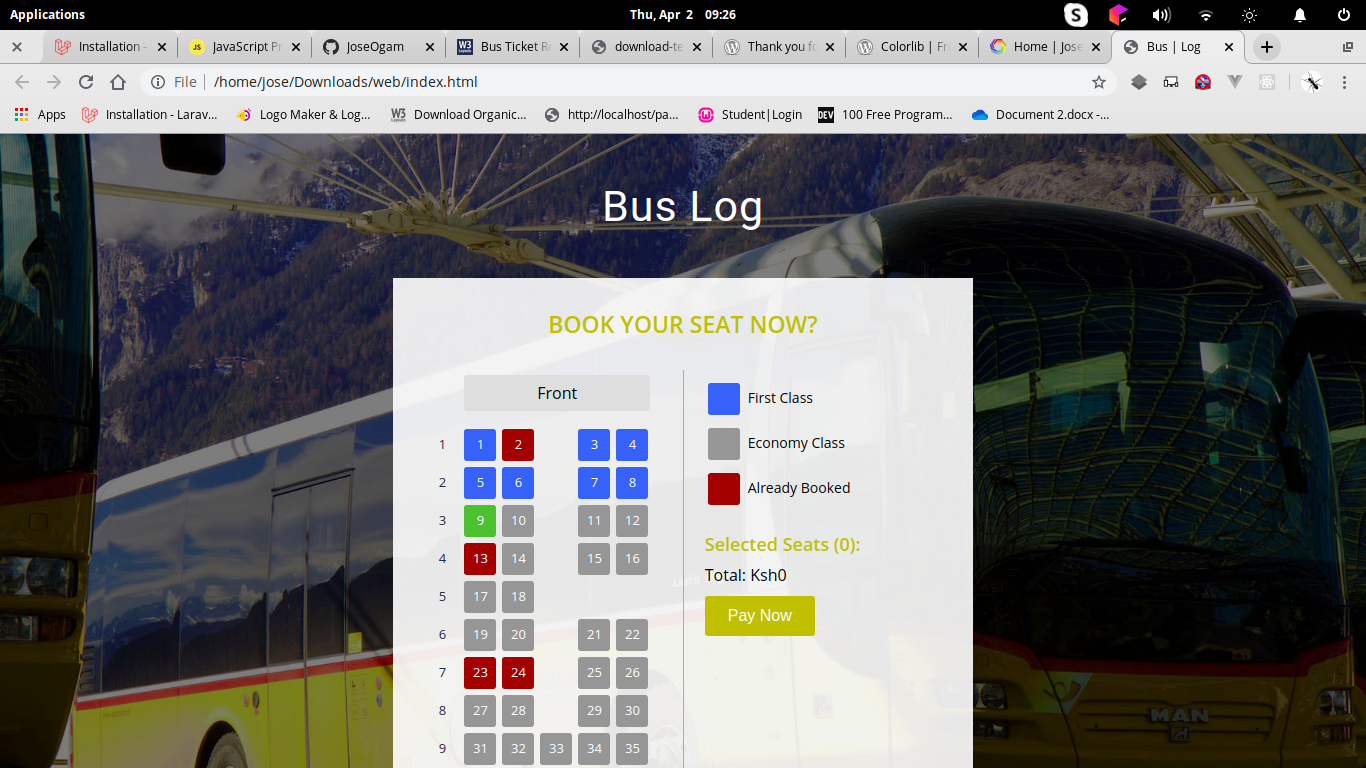 Applications
Thu, Apr 2 09:26
Installation -
JavaScript Pr
JoseOgam
Bus Ticket R
download-te
Thank you fo
Colorlib | Fr
Home | Jose
Bus | Log
File
/home/jose/Downloads/web/index.html
Apps
Installation - Larav...
Logo Maker & Log...
W3 Download Organic...
http://localhost/pa...
Student|Login
DEV 100 Free Program...
Document 2.docx -...
Bus Log
BOOK YOUR SEAT NOW?
Front
1 1 2 3 4
2 5 6 7 8
3 9 10 11 12
4 13 14 15 16
5 17 18
6 19 20 21 22
7 23 24 25 26
8 27 28 29 30
9 31 32 33 34 35
First Class
Economy Class
Already Booked
Selected Seats (0):
Total: Ksh0
Pay Now
MAN